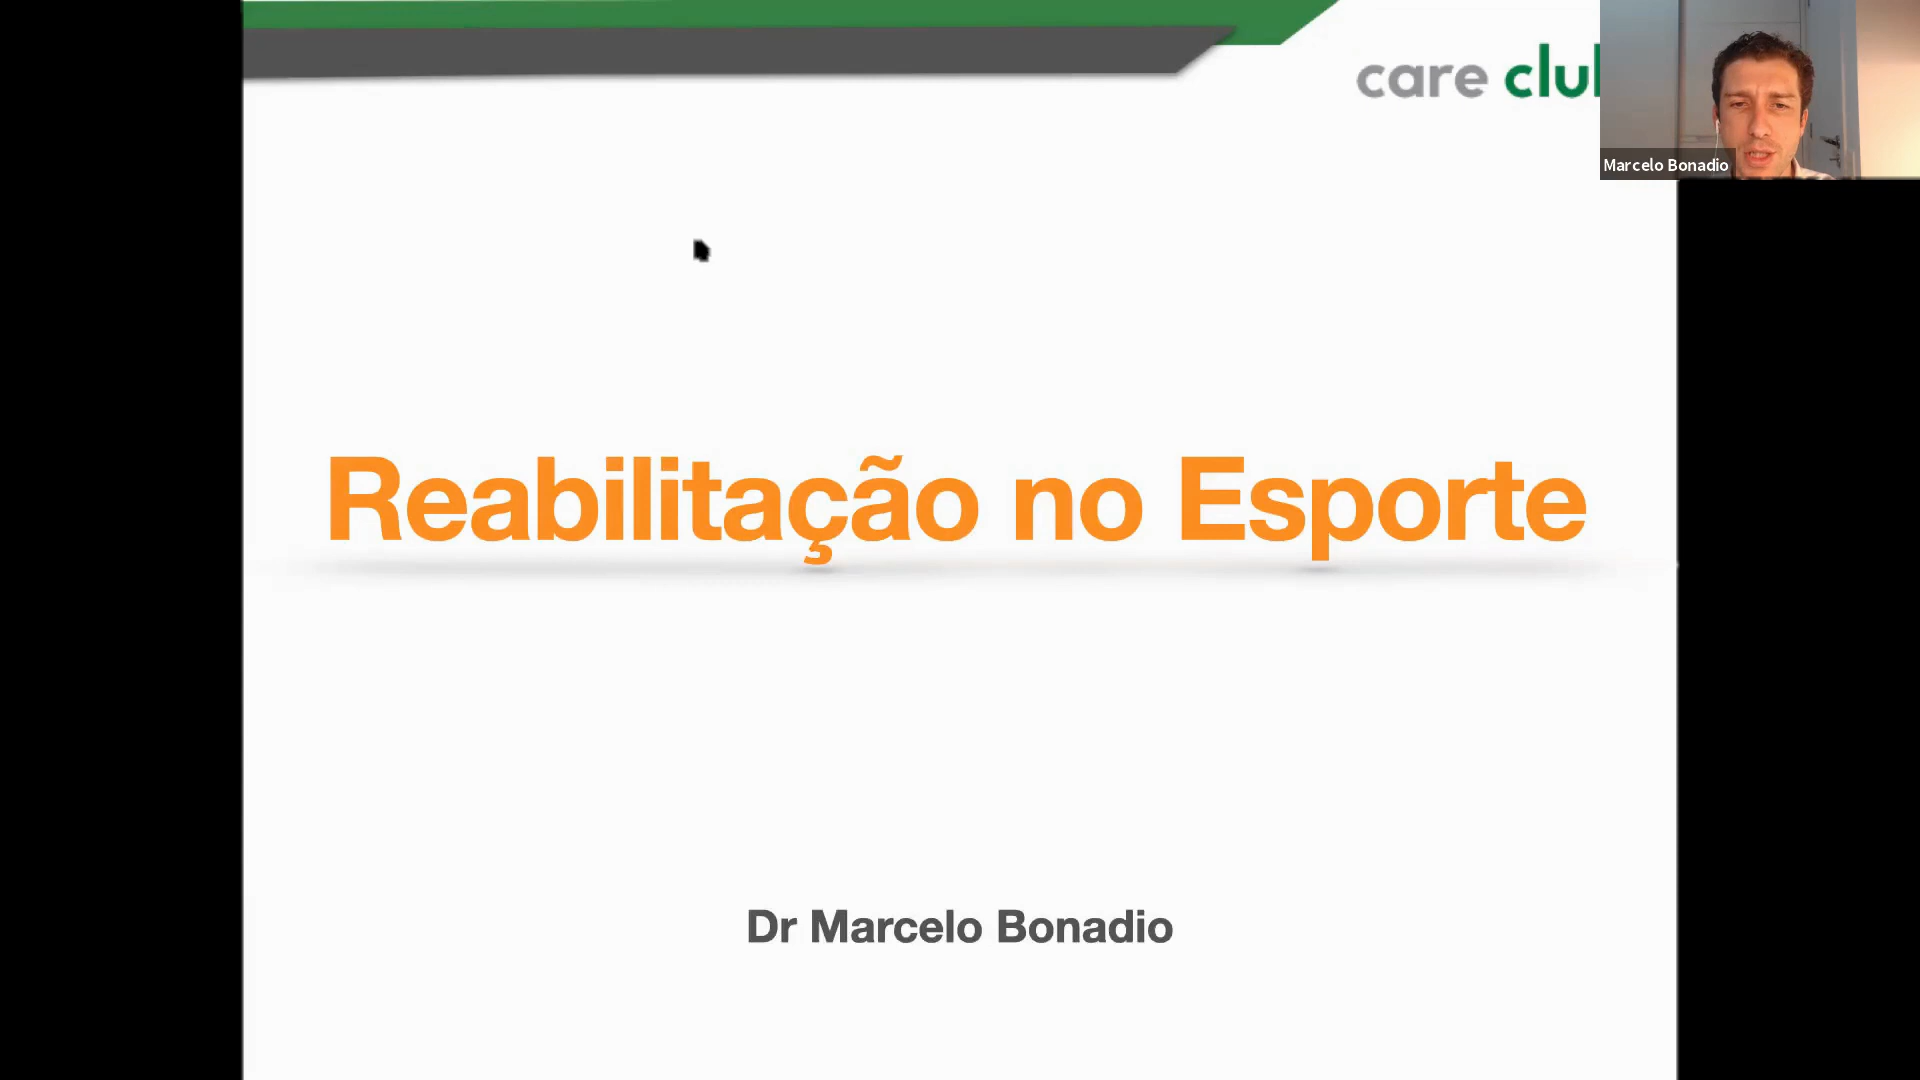 care clu
Marcelo Bonadio
Reabilitação no Esporte
Dr Marcelo Bonadio